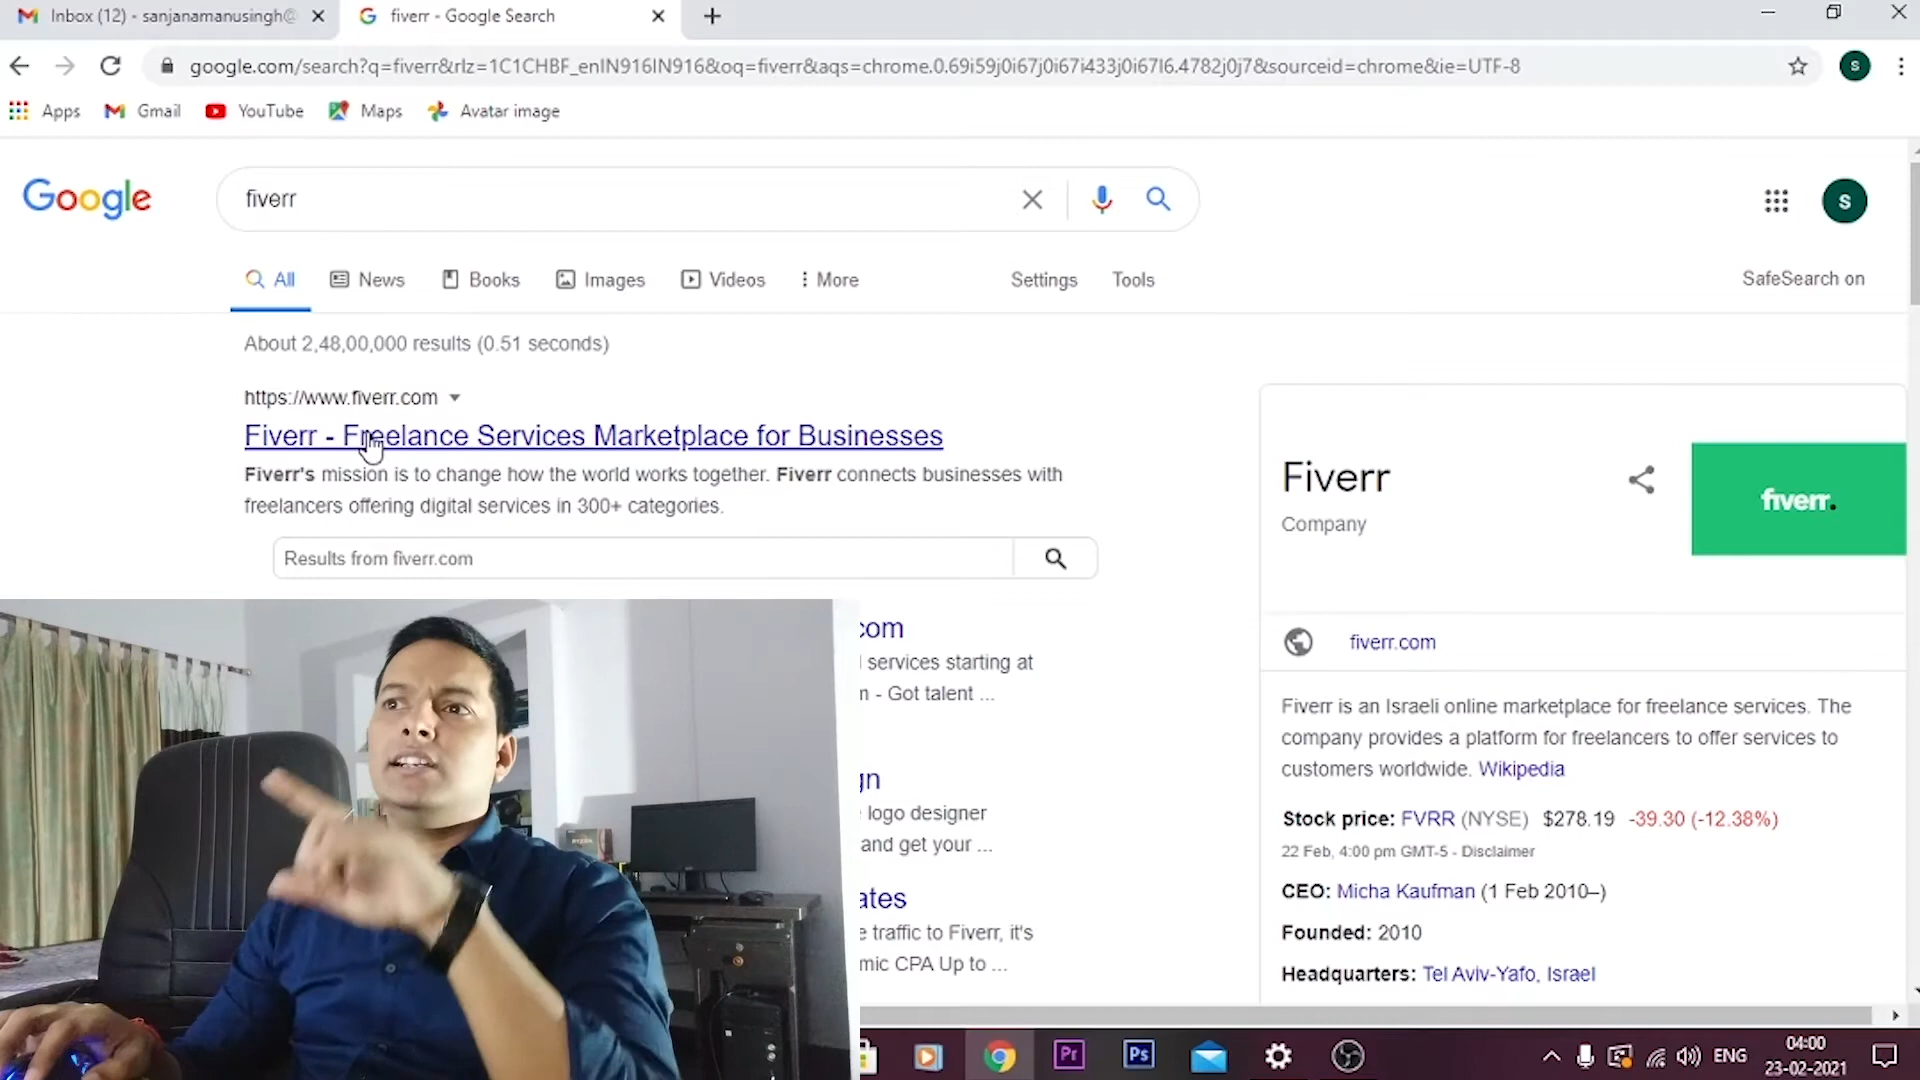 Inbox (12) - sanjanamanusingh@
fiverr - Google Search
google.com/search?q=fiverr&rlz=1C1CHBF_enIN916IN916&oq=fiverr&aqs=chrome.0.69i59j0i67j0i67i433j0i67l6.4782j0j7&sourceid=chrome&ie=UTF-8
S
Apps
Gmail
YouTube
Maps
Avatar image
Google
fiverr
S
All
News
Books
Images
Videos
More
Settings
Tools
SafeSearch on
About 2,48,00,000 results (0.51 seconds)
https://www.fiverr.com
Fiverr - Freelance Services Marketplace for Businesses
Fiverr's mission is to change how the world works together. Fiverr connects businesses with
freelancers offering digital services in 300+ categories.
Results from fiverr.com
com
services starting at
- Got talent ...
gn
logo designer
and get your ...
ates
e traffic to Fiverr, it's
mic CPA Up to ...
Fiverr
Company
fiverr.
fiverr.com
Fiverr is an Israeli online marketplace for freelance services. The
company provides a platform for freelancers to offer services to
customers worldwide. Wikipedia
Stock price: FVRR (NYSE) $278.19 -39.30 (-12.38%)
22 Feb, 4:00 pm GMT-5 - Disclaimer
CEO: Micha Kaufman (1 Feb 2010–)
Founded: 2010
Headquarters: Tel Aviv-Yafo, Israel
RYZEN
Pr
Ps
ENG
04:00
23-02-2021